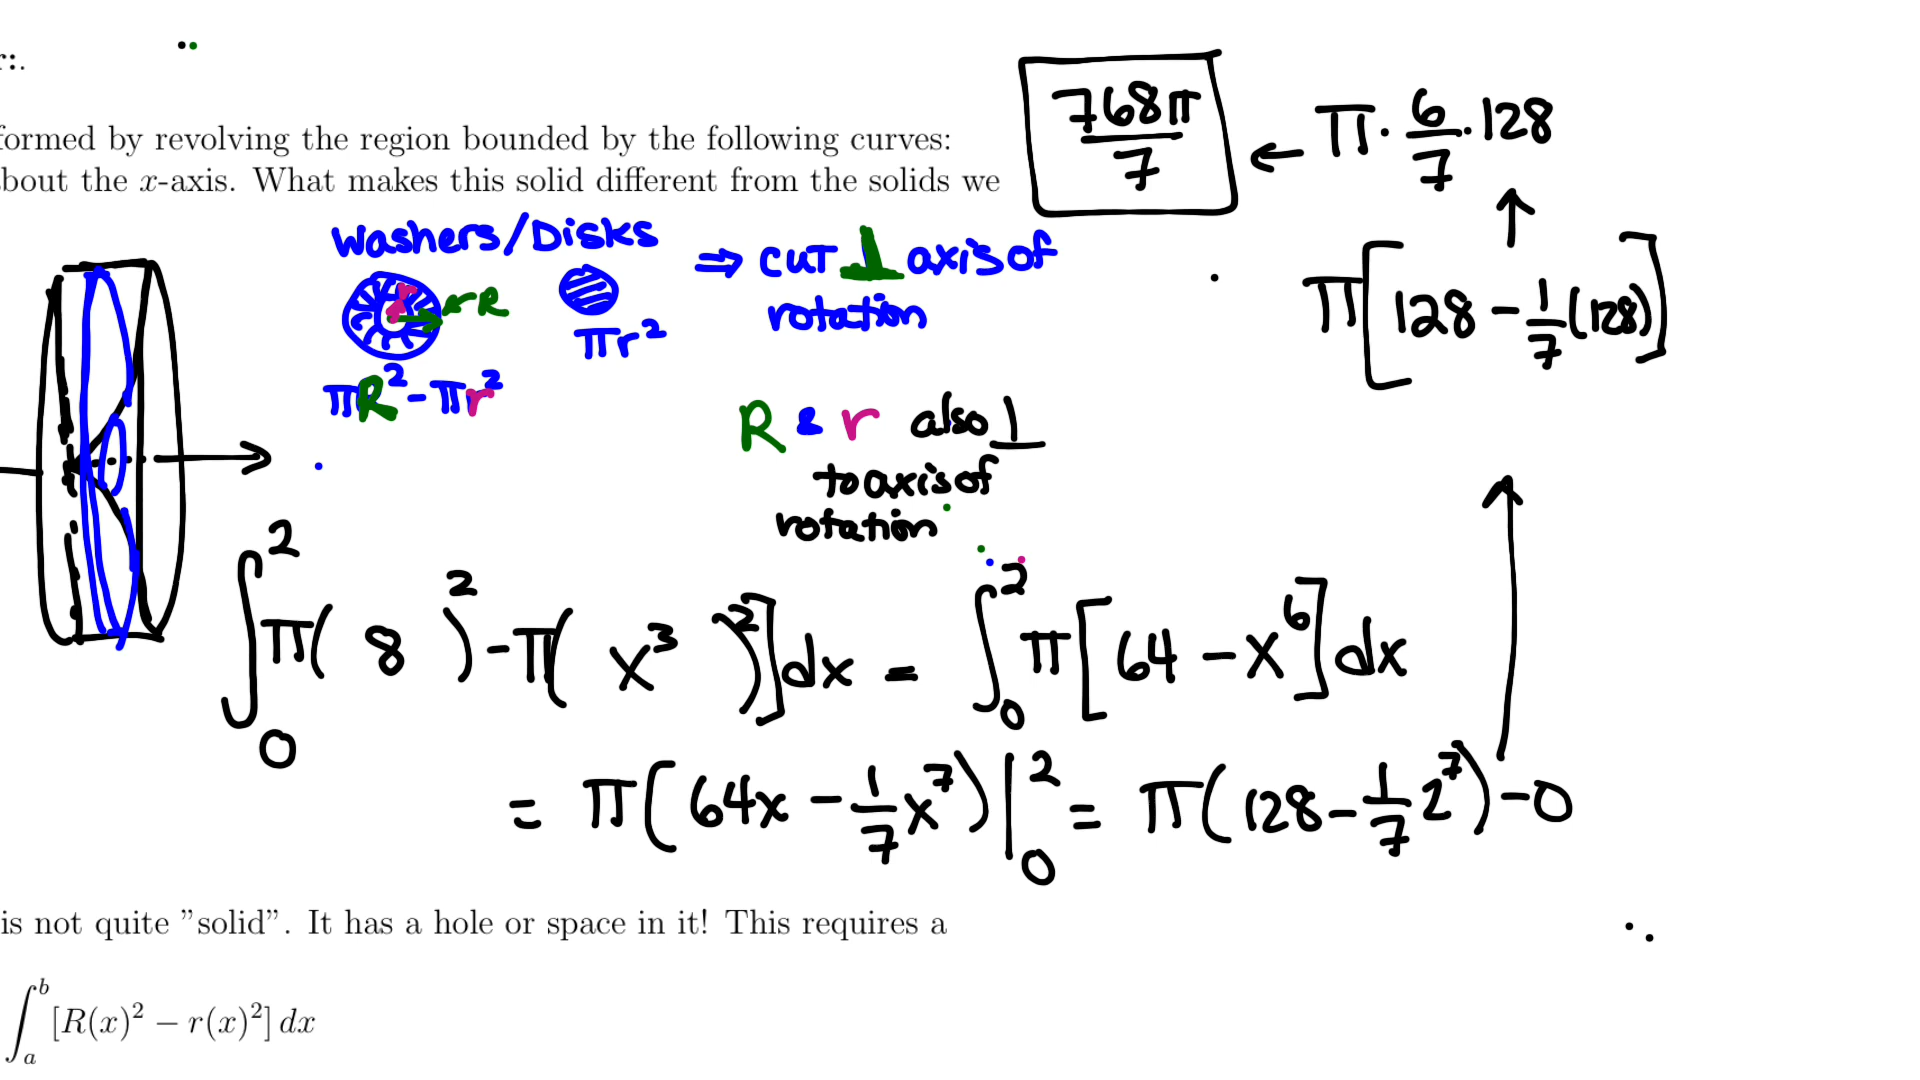 r:.
formed by revolving the region bounded by the following curves:
bout the x-axis. What makes this solid different from the solids we
768π/7 ← π · 6/7 · 128
↑
π[128 − 1/7(128)]
Washers/Disks ⇒ cut ⊥ axis of
rotation
r
R
πr²
πR² − πr²
R & r also ⊥
to axis of
rotation
∫₀² π( 8 )² − π( x³ )²]dx = ∫₀² π[64 − x⁶]dx
= π(64x − 1/7 x⁷)|₀² = π(128 − 1/7 2⁷) − 0
is not quite ”solid”. It has a hole or space in it! This requires a
∫ₐᵇ [R(x)² − r(x)²] dx